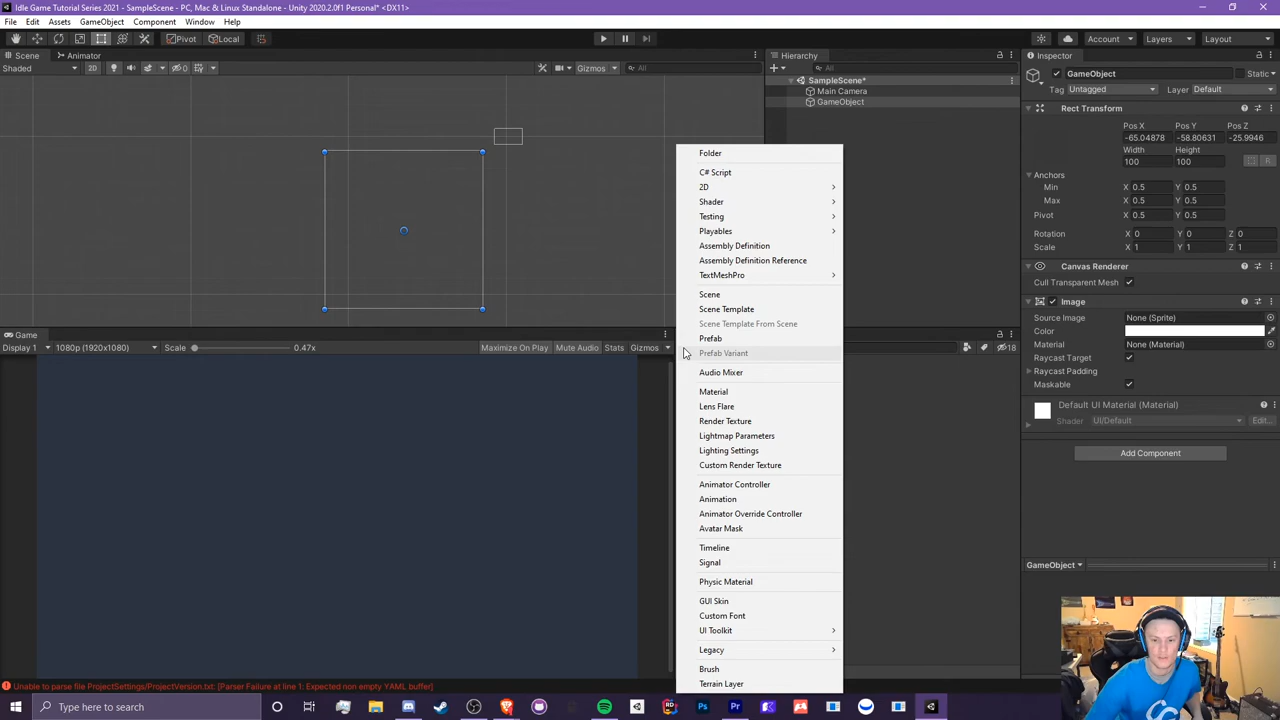 Idle Game Tutorial Series 2021 - SampleScene - PC, Mac & Linux Standalone - Unity 2020.2.0f1 Personal* <DX11>
File Edit Assets GameObject Component Window Help
Pivot Local Account Layers Layout
Scene Animator
Shaded 2D 0 Gizmos All
Hierarchy
All
SampleScene*
Main Camera
GameObject
Inspector
GameObject Static
Tag Untagged Layer Default
Rect Transform
Pos X Pos Y Pos Z
-65.04878 -58.80631 -25.9946
Width Height
100 100 R
Anchors
Min X 0.5 Y 0.5
Max X 0.5 Y 0.5
Pivot X 0.5 Y 0.5
Rotation X 0 Y 0 Z 0
Scale X 1 Y 1 Z 1
Canvas Renderer
Cull Transparent Mesh
Image
Source Image None (Sprite)
Color
Material None (Material)
Raycast Target
Raycast Padding
Maskable
Default UI Material (Material)
Shader UI/Default Edit...
Add Component
GameObject
Folder
C# Script
2D
Shader
Testing
Playables
Assembly Definition
Assembly Definition Reference
TextMeshPro
Scene
Scene Template
Scene Template From Scene
Prefab
Prefab Variant
Audio Mixer
Material
Lens Flare
Render Texture
Lightmap Parameters
Lighting Settings
Custom Render Texture
Animator Controller
Animation
Animator Override Controller
Avatar Mask
Timeline
Signal
Physic Material
GUI Skin
Custom Font
UI Toolkit
Legacy
Brush
Terrain Layer
Game
Display 1 1080p (1920x1080) Scale 0.47x Maximize On Play Mute Audio Stats Gizmos
18
Unable to parse file ProjectSettings/ProjectVersion.txt: [Parser Failure at line 1: Expected non empty YAML buffer]
Type here to search